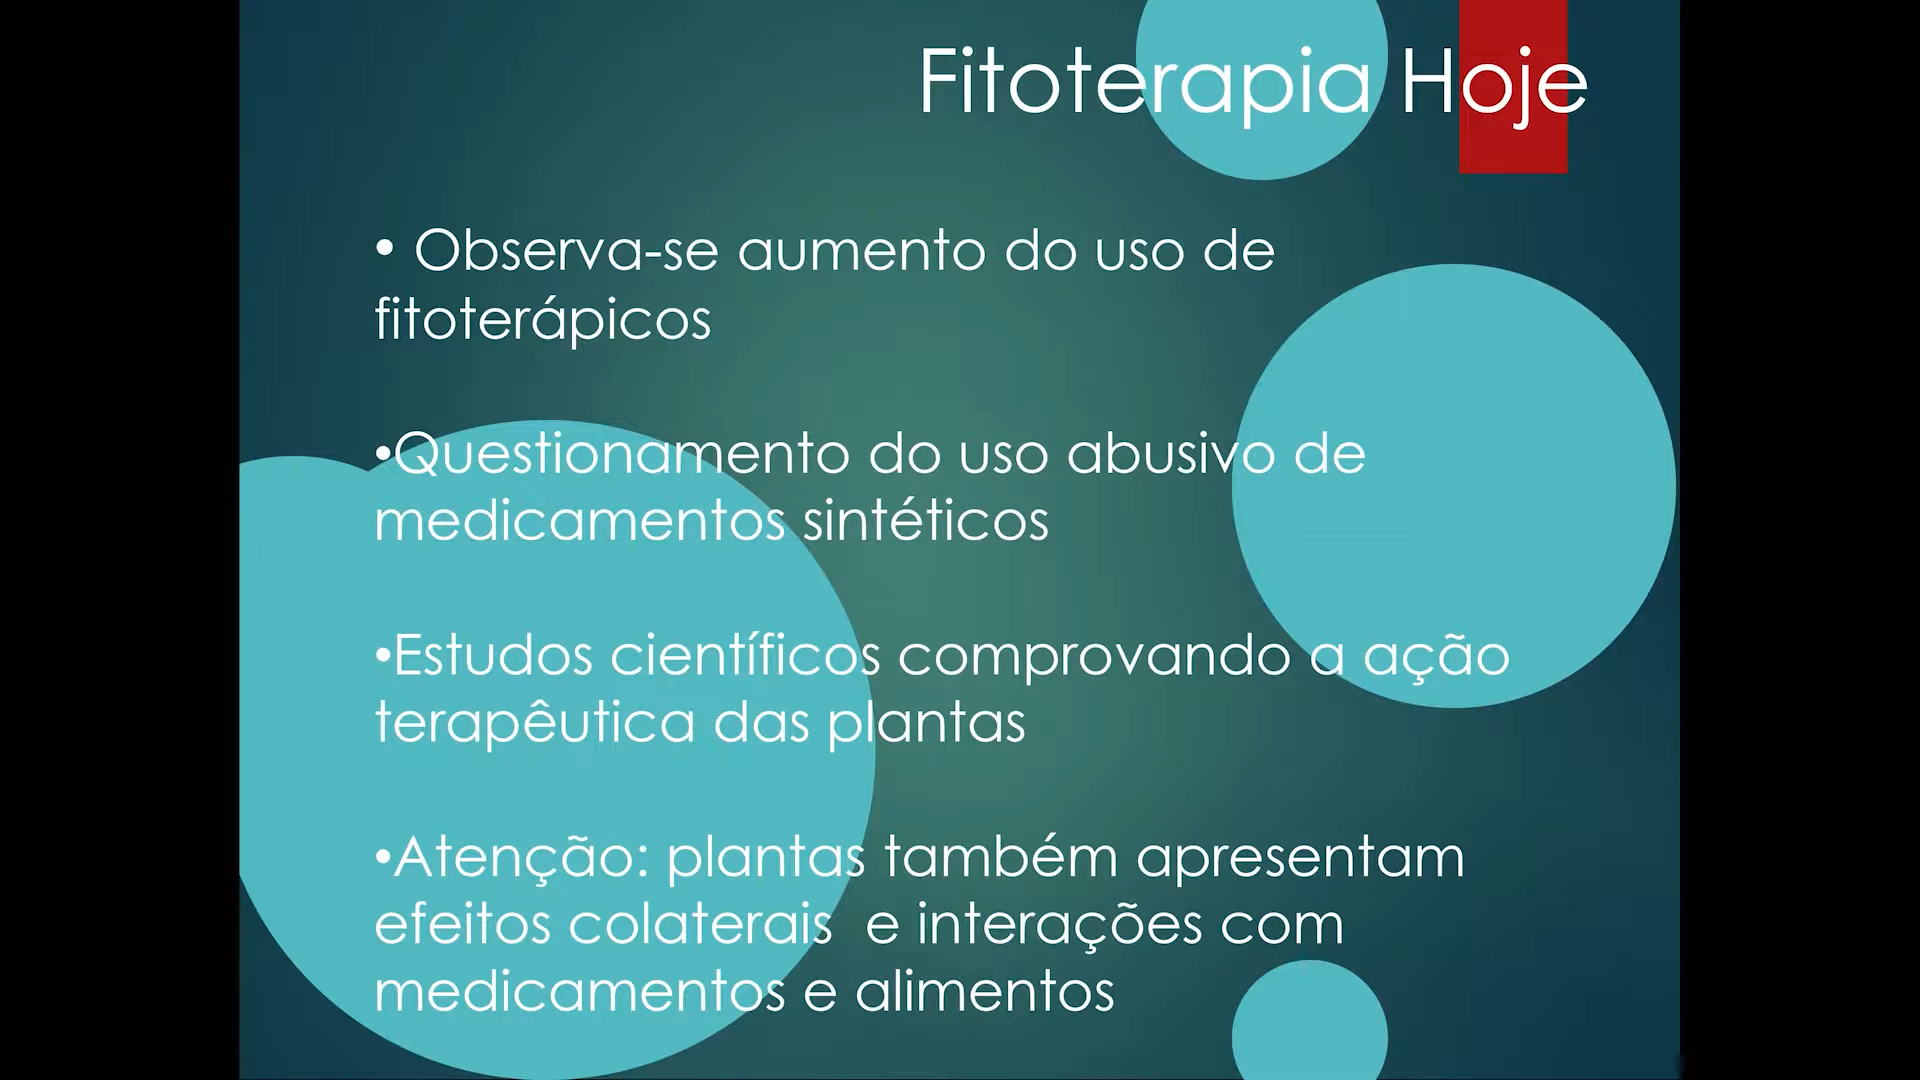 Fitoterapia Hoje
• Observa-se aumento do uso de
fitoterápicos
•Questionamento do uso abusivo de
medicamentos sintéticos
•Estudos científicos comprovando a ação
terapêutica das plantas
•Atenção: plantas também apresentam
efeitos colaterais  e interações com
medicamentos e alimentos